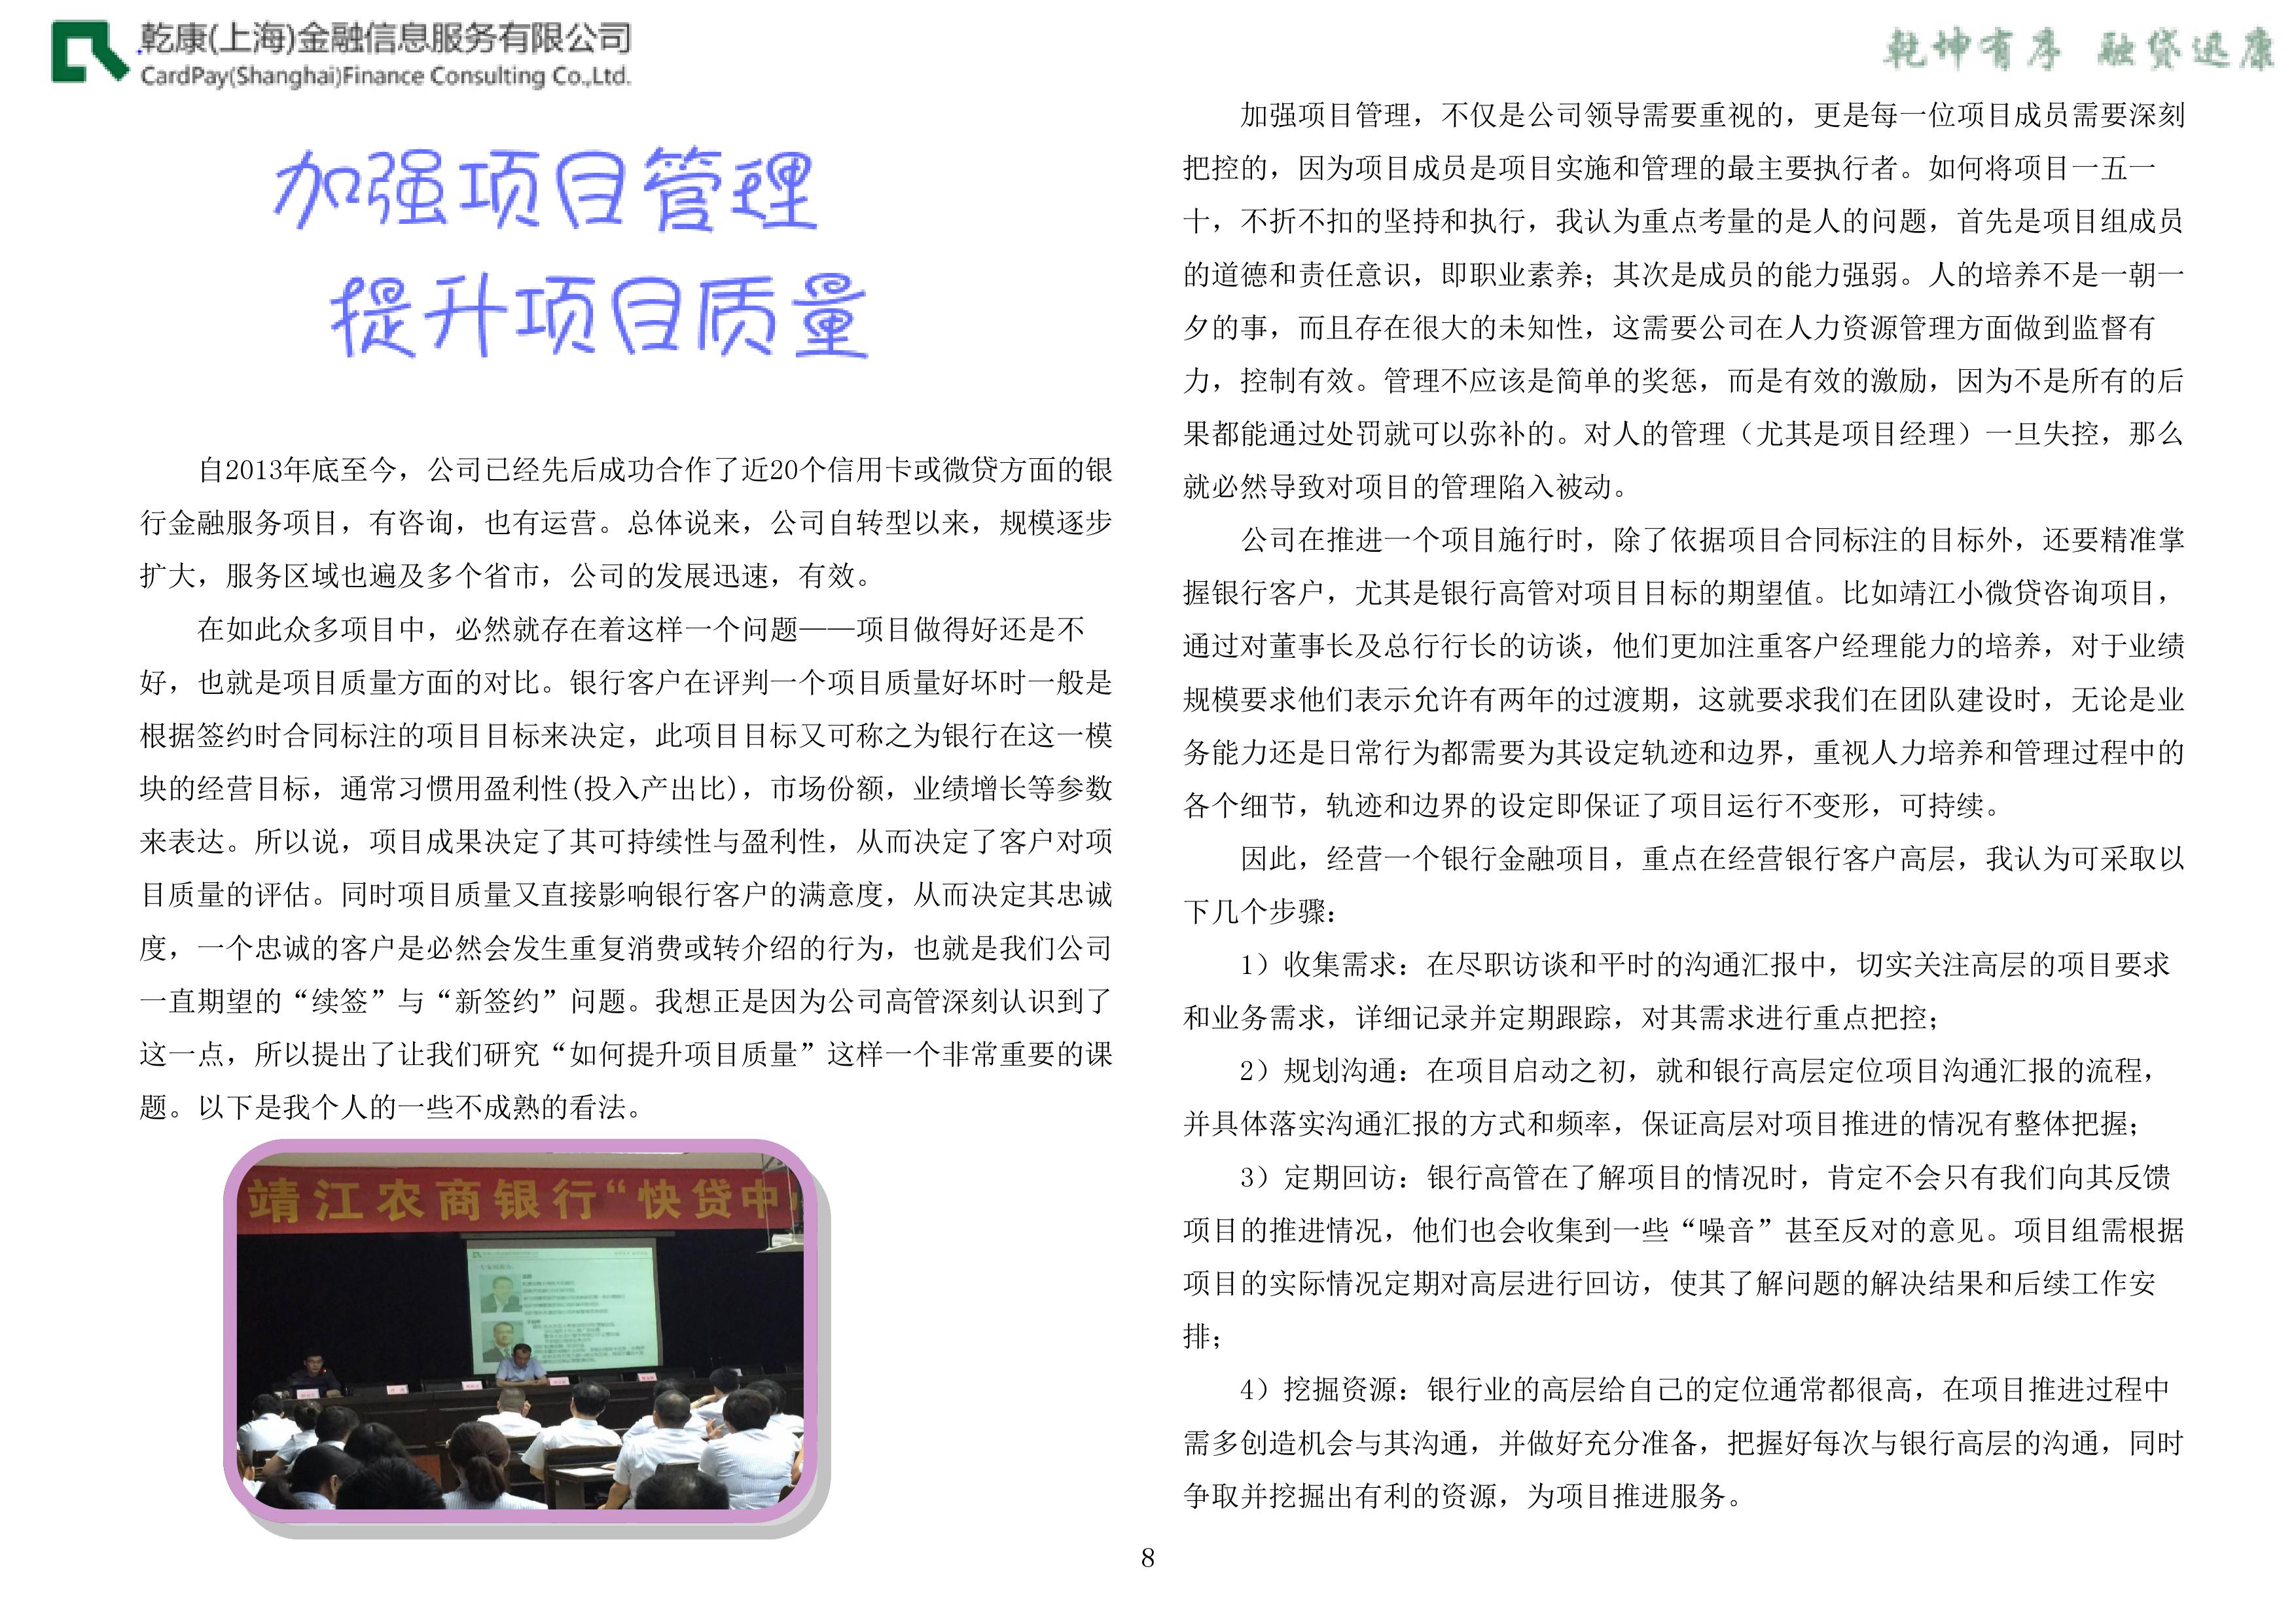 乾康(上海)金融信息服务有限公司
CardPay(Shanghai)Finance Consulting Co.,Ltd.
乾坤有序 融贷迅康
加强项目管理
提升项目质量
自2013年底至今，公司已经先后成功合作了近20个信用卡或微贷方面的银
行金融服务项目，有咨询，也有运营。总体说来，公司自转型以来，规模逐步
扩大，服务区域也遍及多个省市，公司的发展迅速，有效。
在如此众多项目中，必然就存在着这样一个问题——项目做得好还是不
好，也就是项目质量方面的对比。银行客户在评判一个项目质量好坏时一般是
根据签约时合同标注的项目目标来决定，此项目目标又可称之为银行在这一模
块的经营目标，通常习惯用盈利性(投入产出比)，市场份额，业绩增长等参数
来表达。所以说，项目成果决定了其可持续性与盈利性，从而决定了客户对项
目质量的评估。同时项目质量又直接影响银行客户的满意度，从而决定其忠诚
度，一个忠诚的客户是必然会发生重复消费或转介绍的行为，也就是我们公司
一直期望的“续签”与“新签约”问题。我想正是因为公司高管深刻认识到了
这一点，所以提出了让我们研究“如何提升项目质量”这样一个非常重要的课
题。以下是我个人的一些不成熟的看法。
靖江农商银行“快贷中
加强项目管理，不仅是公司领导需要重视的，更是每一位项目成员需要深刻
把控的，因为项目成员是项目实施和管理的最主要执行者。如何将项目一五一
十，不折不扣的坚持和执行，我认为重点考量的是人的问题，首先是项目组成员
的道德和责任意识，即职业素养；其次是成员的能力强弱。人的培养不是一朝一
夕的事，而且存在很大的未知性，这需要公司在人力资源管理方面做到监督有
力，控制有效。管理不应该是简单的奖惩，而是有效的激励，因为不是所有的后
果都能通过处罚就可以弥补的。对人的管理（尤其是项目经理）一旦失控，那么
就必然导致对项目的管理陷入被动。
公司在推进一个项目施行时，除了依据项目合同标注的目标外，还要精准掌
握银行客户，尤其是银行高管对项目目标的期望值。比如靖江小微贷咨询项目，
通过对董事长及总行行长的访谈，他们更加注重客户经理能力的培养，对于业绩
规模要求他们表示允许有两年的过渡期，这就要求我们在团队建设时，无论是业
务能力还是日常行为都需要为其设定轨迹和边界，重视人力培养和管理过程中的
各个细节，轨迹和边界的设定即保证了项目运行不变形，可持续。
因此，经营一个银行金融项目，重点在经营银行客户高层，我认为可采取以
下几个步骤：
1）收集需求：在尽职访谈和平时的沟通汇报中，切实关注高层的项目要求
和业务需求，详细记录并定期跟踪，对其需求进行重点把控；
2）规划沟通：在项目启动之初，就和银行高层定位项目沟通汇报的流程，
并具体落实沟通汇报的方式和频率，保证高层对项目推进的情况有整体把握；
3）定期回访：银行高管在了解项目的情况时，肯定不会只有我们向其反馈
项目的推进情况，他们也会收集到一些“噪音”甚至反对的意见。项目组需根据
项目的实际情况定期对高层进行回访，使其了解问题的解决结果和后续工作安
排；
4）挖掘资源：银行业的高层给自己的定位通常都很高，在项目推进过程中
需多创造机会与其沟通，并做好充分准备，把握好每次与银行高层的沟通，同时
争取并挖掘出有利的资源，为项目推进服务。
8